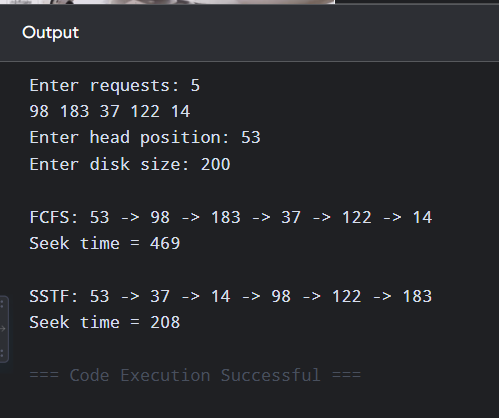 Output
Enter requests: 5
98 183 37 122 14
Enter head position: 53
Enter disk size: 200
FCFS: 53 -> 98 -> 183 -> 37 -> 122 -> 14
Seek time = 469
SSTF: 53 -> 37 -> 14 -> 98 -> 122 -> 183
Seek time = 208
=== Code Execution Successful ===